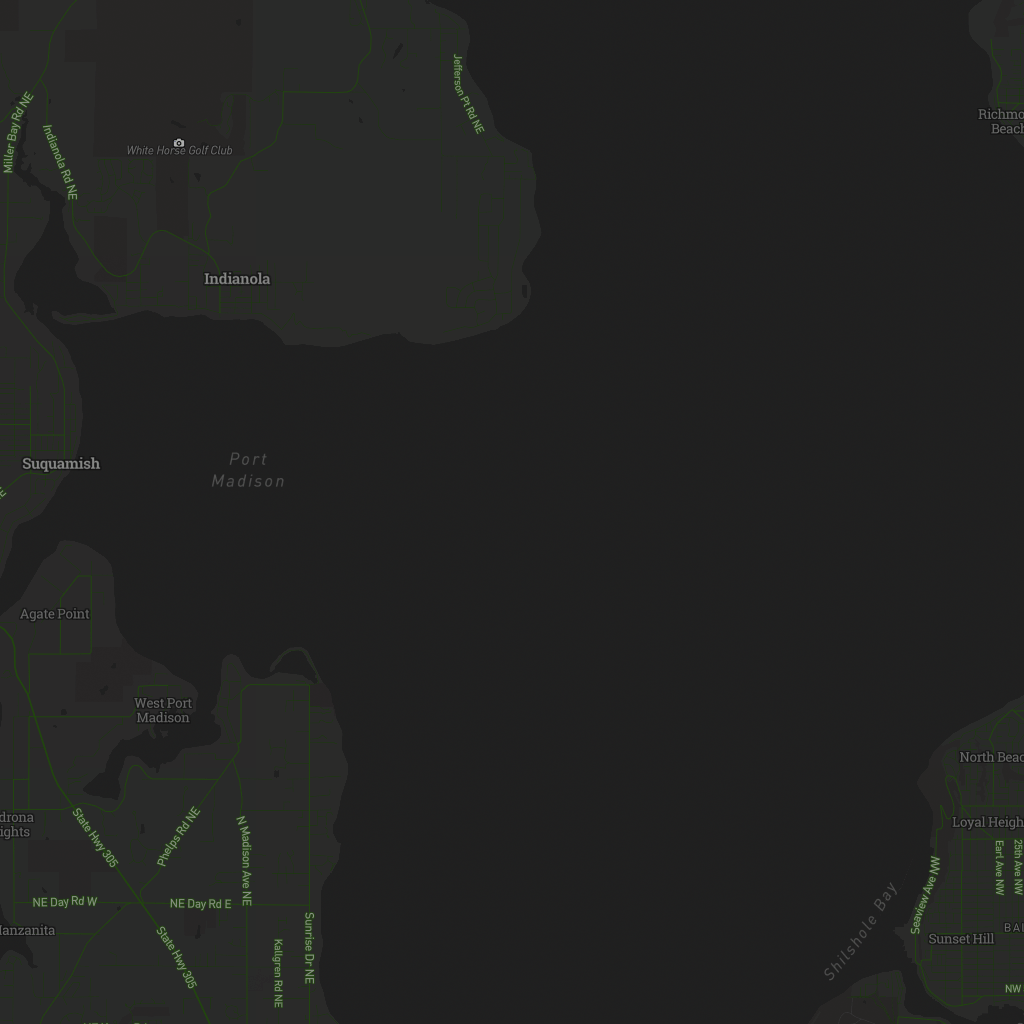 Jefferson Pt Rd NE
Miller Bay Rd NE
Indianola Rd NE
White Horse Golf Club
Richmo
Beach
Indianola
Suquamish
Port
Madison
E
Agate Point
West Port
Madison
North Beac
drona
ights
State Hwy 305
Phelps Rd NE
N Madison Ave NE
Loyal Heigh
Earl Ave NW
25th Ave NW
Seaview Ave NW
NE Day Rd W
NE Day Rd E
Manzanita
State Hwy 305
Kallgren Rd NE
Sunrise Dr NE
Shilshole Bay
Sunset Hill
BAL
NW